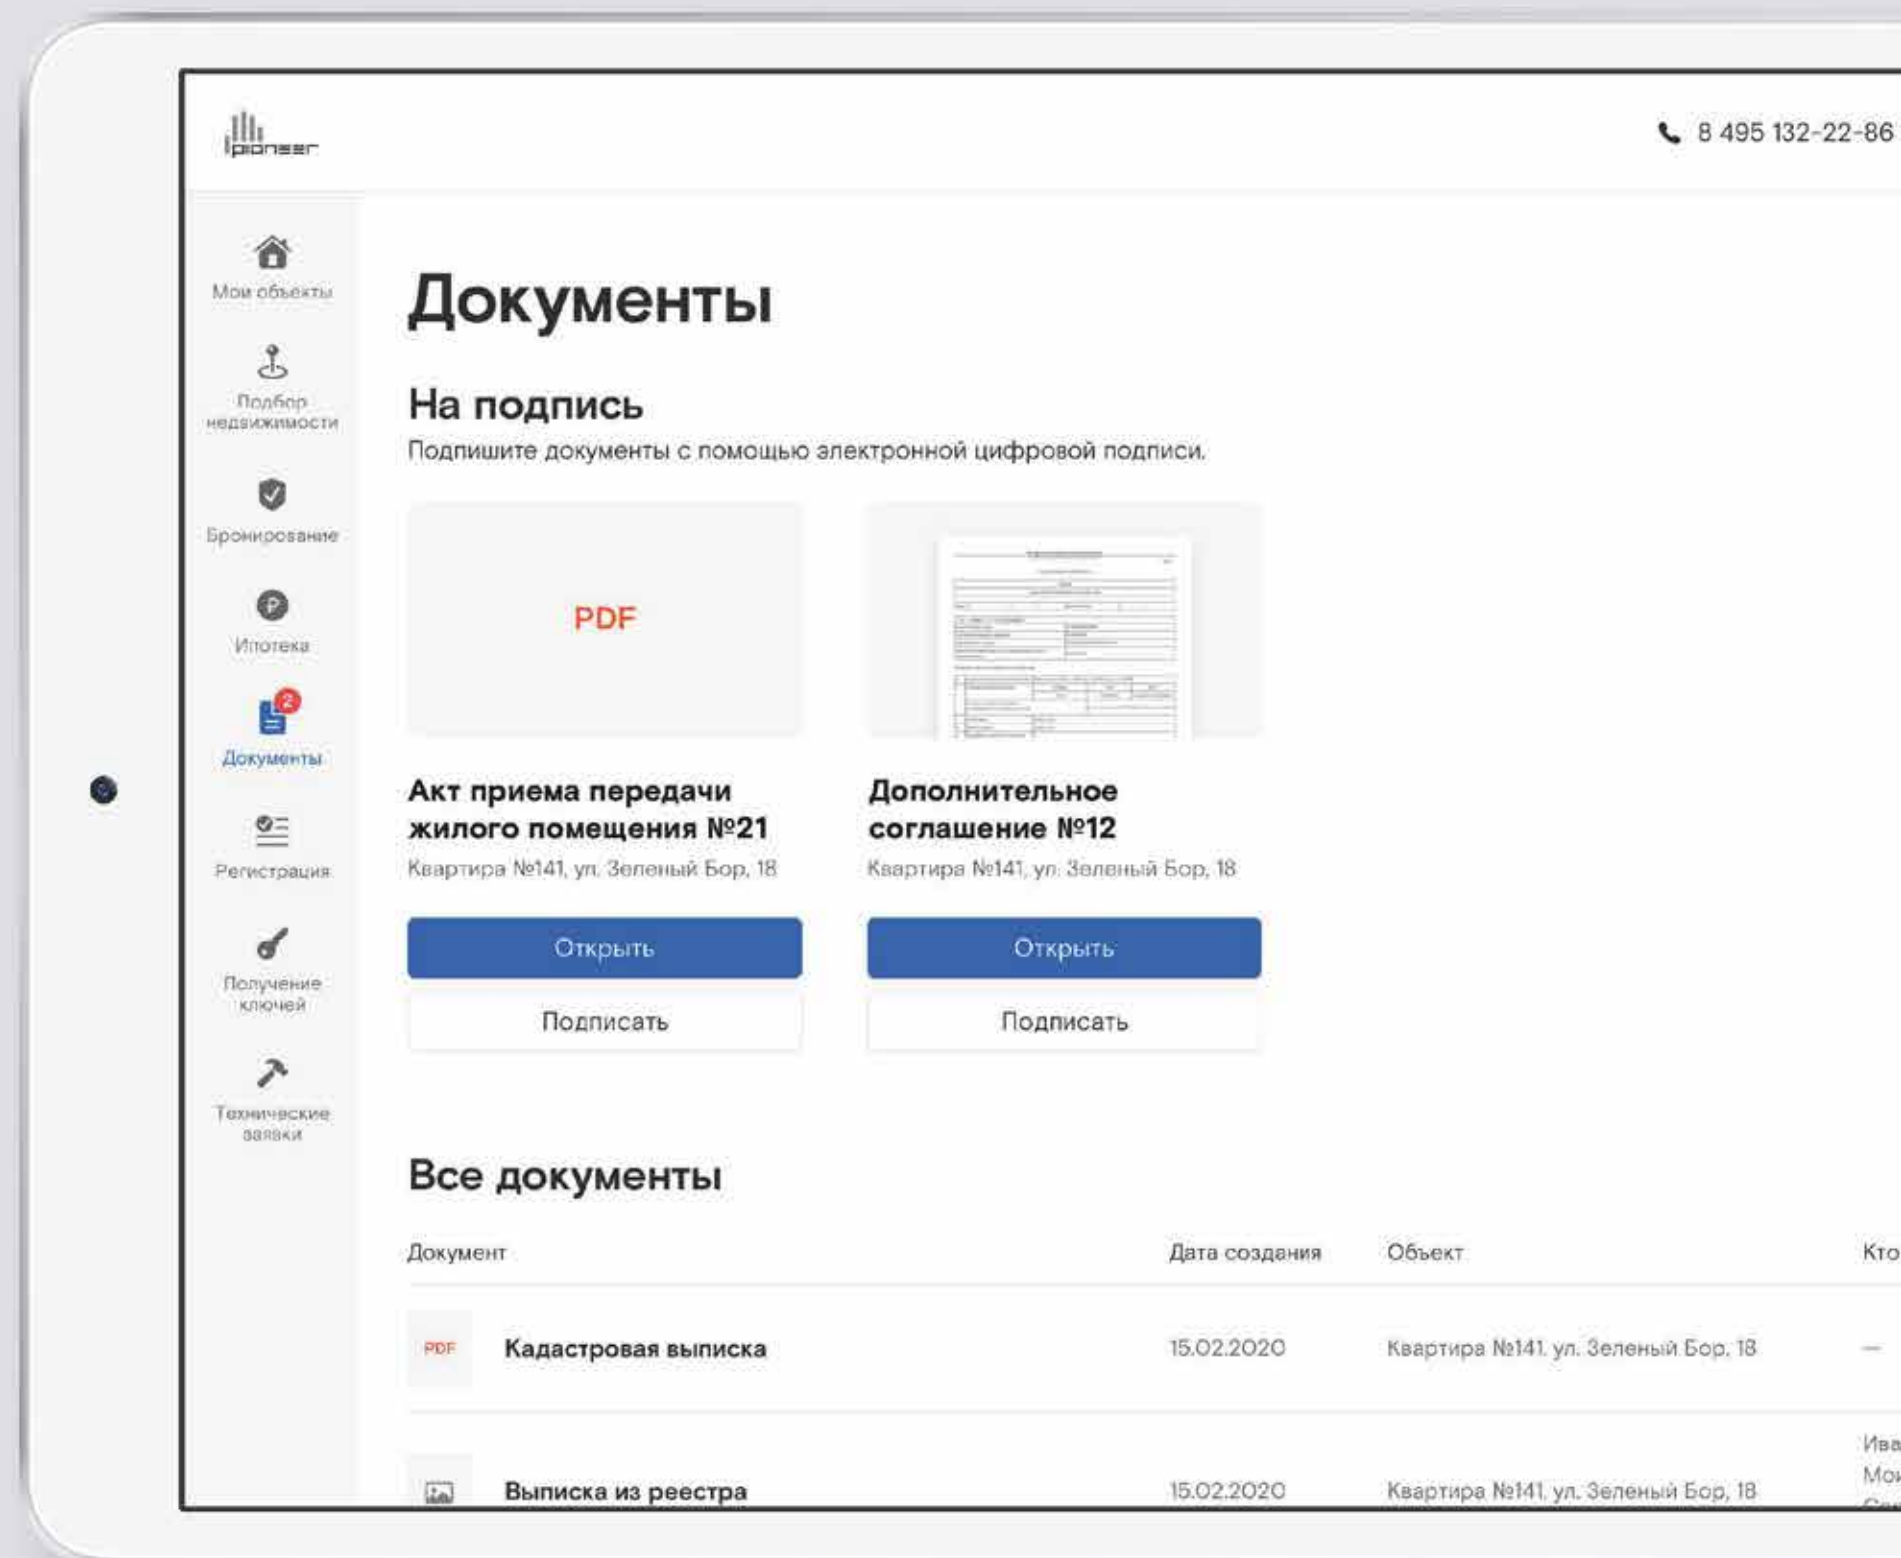 pioneer
8 495 132-22-86
Мои объекты
Подбор
недвижимости
Бронирование
Ипотека
2
Документы
Регистрация
Получение
ключей
Технические
заявки
Документы
На подпись
Подпишите документы с помощью электронной цифровой подписи.
PDF
Акт приема передачи
жилого помещения №21
Квартира №141, ул. Зеленый Бор, 18
Открыть
Подписать
Дополнительное
соглашение №12
Квартира №141, ул. Зеленый Бор, 18
Открыть
Подписать
Все документы
Документ Дата создания Объект Кто
PDF Кадастровая выписка 15.02.2020 Квартира №141, ул. Зеленый Бор, 18 —
Выписка из реестра 15.02.2020 Квартира №141, ул. Зеленый Бор, 18